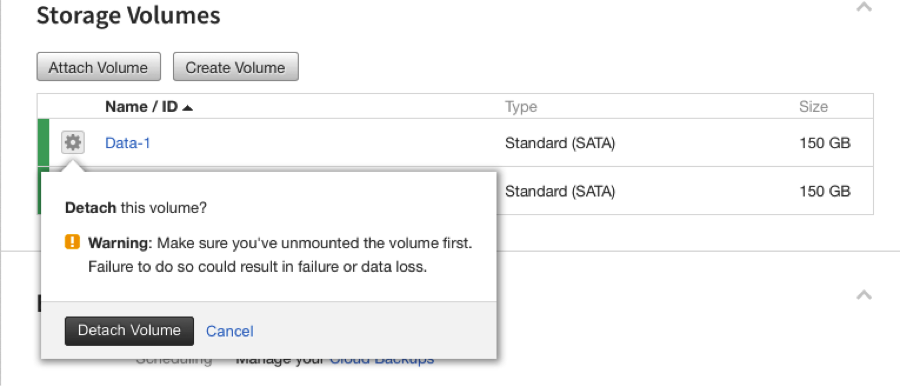 Storage Volumes
Attach Volume Create Volume
Name / ID Type Size
Data-1 Standard (SATA) 150 GB
Standard (SATA) 150 GB
Detach this volume?
Warning: Make sure you've unmounted the volume first.
Failure to do so could result in failure or data loss.
Detach Volume Cancel
Scheduling Manage your Cloud Backups